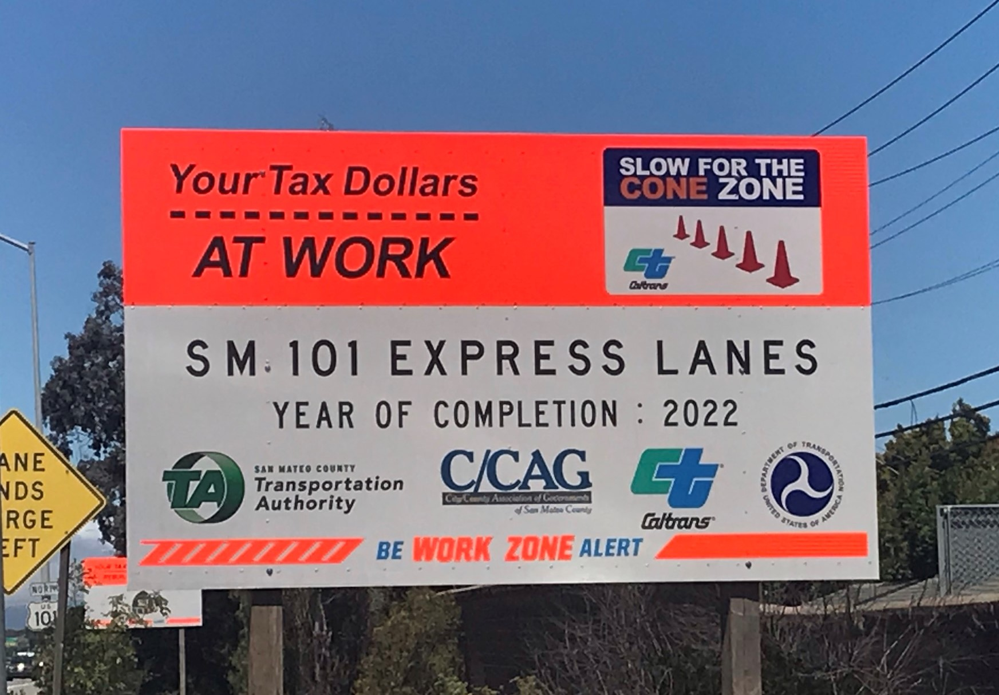 Your Tax Dollars
AT WORK
SLOW FOR THE
CONE ZONE
Caltrans
SM 101 EXPRESS LANES
YEAR OF COMPLETION : 2022
TA
SAN MATEO COUNTY
Transportation
Authority
C/CAG
City/County Association of Governments
of San Mateo County
Ct
Caltrans
DEPARTMENT OF TRANSPORTATION
UNITED STATES OF AMERICA
BE WORK ZONE ALERT
ANE
NDS
RGE
EFT
NORTH
US
101